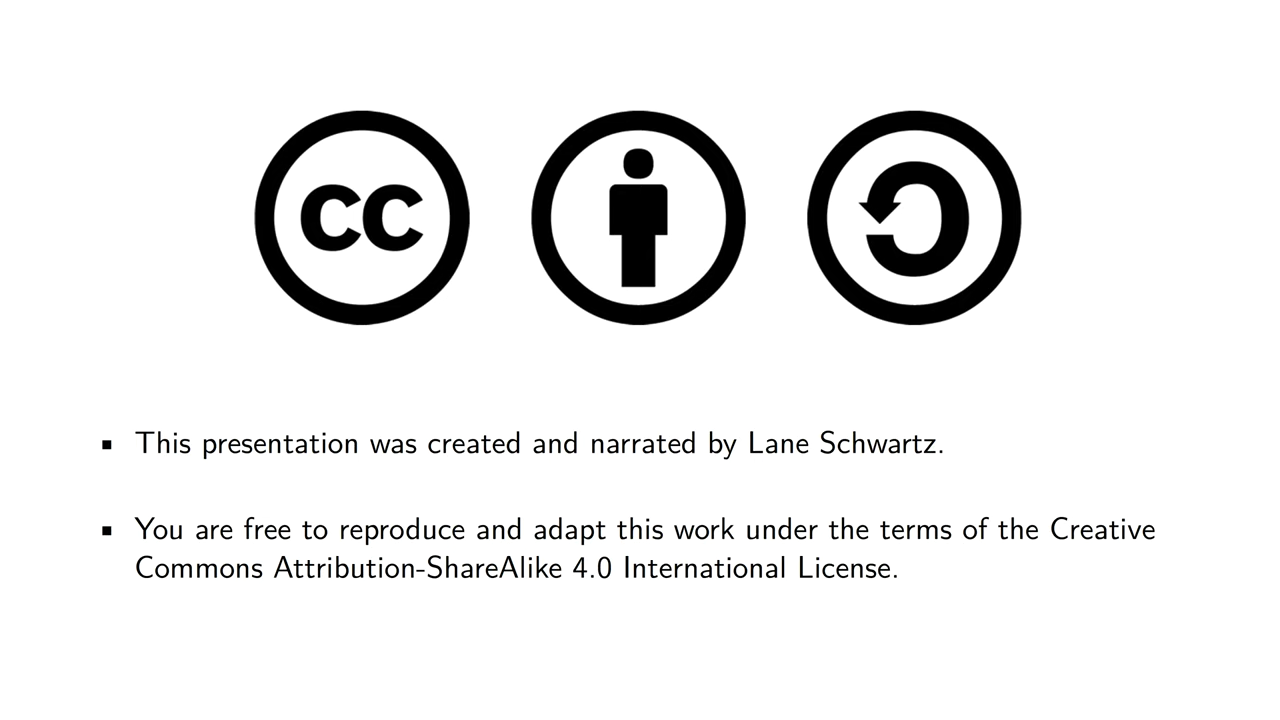 cc
This presentation was created and narrated by Lane Schwartz.
You are free to reproduce and adapt this work under the terms of the Creative
Commons Attribution-ShareAlike 4.0 International License.